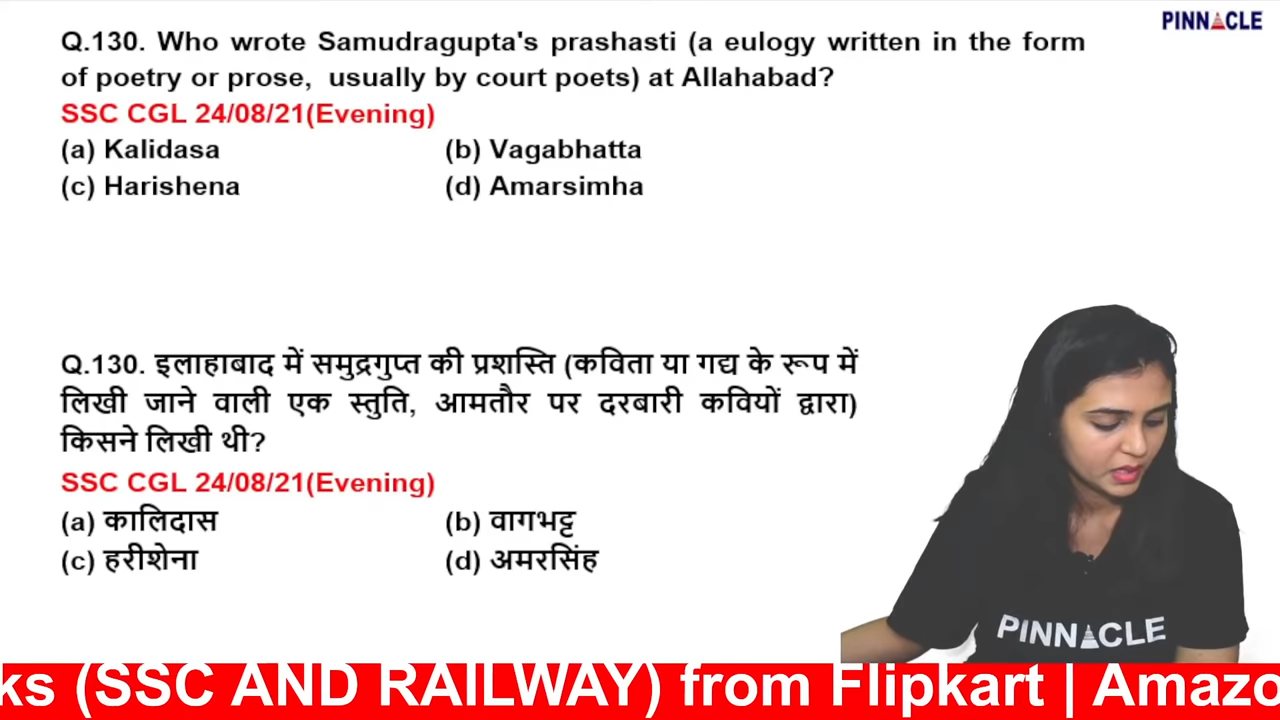 PINNACLE
Q.130. Who wrote Samudragupta's prashasti (a eulogy written in the form
of poetry or prose, usually by court poets) at Allahabad?
SSC CGL 24/08/21(Evening)
(a) Kalidasa (b) Vagabhatta
(c) Harishena (d) Amarsimha
Q.130. इलाहाबाद में समुद्रगुप्त की प्रशस्ति (कविता या गद्य के रूप में
लिखी जाने वाली एक स्तुति, आमतौर पर दरबारी कवियों द्वारा)
किसने लिखी थी?
SSC CGL 24/08/21(Evening)
(a) कालिदास (b) वागभट्ट
(c) हरीशेना (d) अमरसिंह
PINNACLE
ks (SSC AND RAILWAY) from Flipkart | Amazo